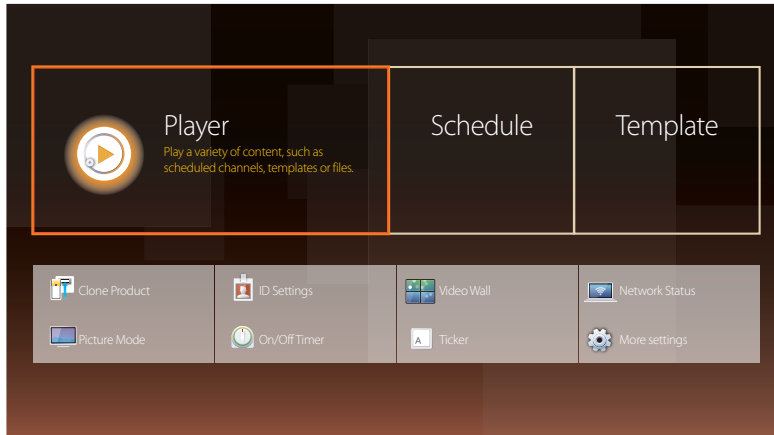 Player
Play a variety of content, such as
scheduled channels, templates or files.
Schedule
Template
Clone Product
ID Settings
Video Wall
Network Status
Picture Mode
On/Off Timer
A
Ticker
More settings